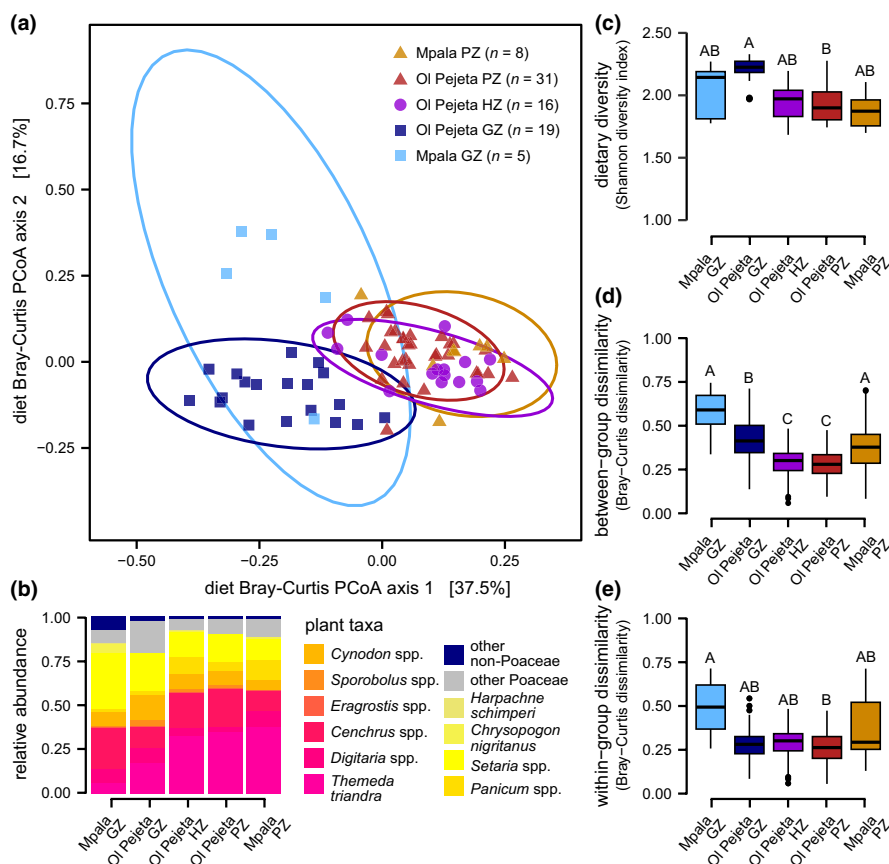 (a)
Mpala PZ (n = 8)
Ol Pejeta PZ (n = 31)
Ol Pejeta HZ (n = 16)
Ol Pejeta GZ (n = 19)
Mpala GZ (n = 5)
diet Bray-Curtis PCoA axis 2 [16.7%]
0.75
0.50
0.25
0.00
−0.25
−0.50
−0.25
0.00
0.25
diet Bray-Curtis PCoA axis 1 [37.5%]
(b)
relative abundance
1.00
0.75
0.50
0.25
0.00
Mpala
GZ
Ol Pejeta
GZ
Ol Pejeta
HZ
Ol Pejeta
PZ
Mpala
PZ
plant taxa
Cynodon spp.
Sporobolus spp.
Eragrostis spp.
Cenchrus spp.
Digitaria spp.
Themeda
triandra
other
non-Poaceae
other Poaceae
Harpachne
schimperi
Chrysopogon
nigritanus
Setaria spp.
Panicum spp.
(c)
dietary diversity
(Shannon diversity index)
2.50
2.00
1.50
1.00
AB
A
AB
B
AB
Mpala
GZ
Ol Pejeta
GZ
Ol Pejeta
HZ
Ol Pejeta
PZ
Mpala
PZ
(d)
between−group dissimilarity
(Bray−Curtis dissimilarity)
1.00
0.75
0.50
0.25
0.00
A
B
C
C
A
Mpala
GZ
Ol Pejeta
GZ
Ol Pejeta
HZ
Ol Pejeta
PZ
Mpala
PZ
(e)
within−group dissimilarity
(Bray−Curtis dissimilarity)
1.00
0.75
0.50
0.25
0.00
A
AB
AB
B
AB
Mpala
GZ
Ol Pejeta
GZ
Ol Pejeta
HZ
Ol Pejeta
PZ
Mpala
PZ